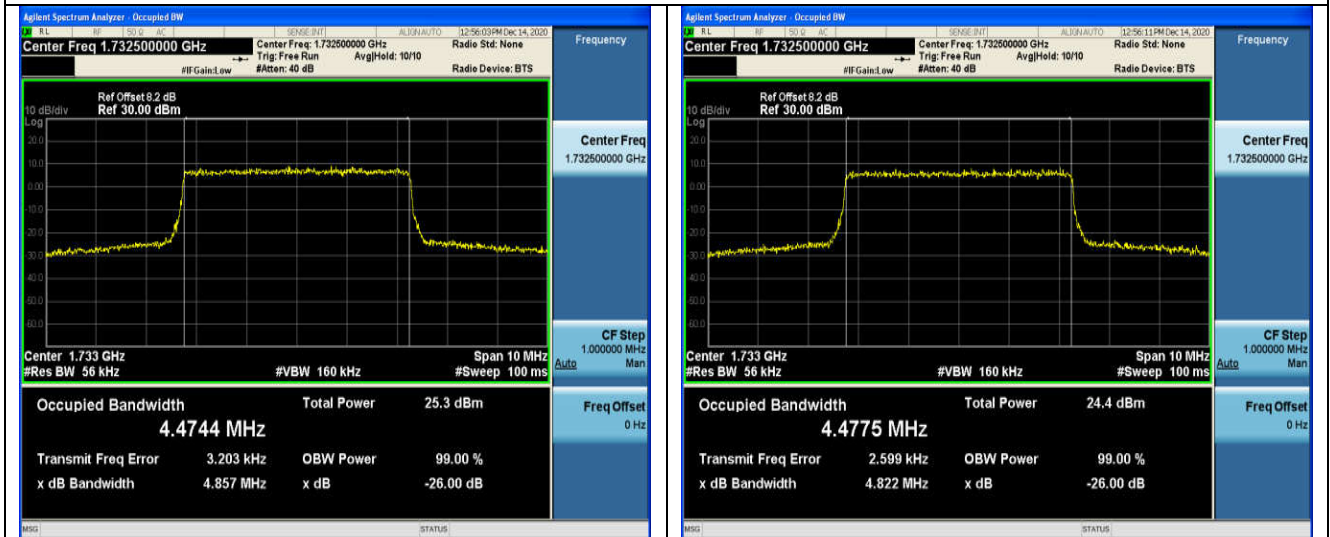 Agilent Spectrum Analyzer - Occupied BW
RL RF 50 Ω AC SENSE:INT ALIGN AUTO 12:56:03 PM Dec 14, 2020
Center Freq 1.732500000 GHz
Center Freq: 1.732500000 GHz
Radio Std: None
Trig: Free Run Avg|Hold: 10/10
#IFGain:Low #Atten: 40 dB Radio Device: BTS
Ref Offset 8.2 dB
10 dB/div Ref 30.00 dBm
Log
20.0
10.0
0.00
-10.0
-20.0
-30.0
-40.0
-50.0
-60.0
Center 1.733 GHz Span 10 MHz
#Res BW 56 kHz #VBW 160 kHz #Sweep 100 ms
Occupied Bandwidth Total Power 25.3 dBm
4.4744 MHz
Transmit Freq Error 3.203 kHz OBW Power 99.00 %
x dB Bandwidth 4.857 MHz x dB -26.00 dB
MSG STATUS
Frequency
Center Freq
1.732500000 GHz
CF Step
1.000000 MHz
Auto Man
Freq Offset
0 Hz
Agilent Spectrum Analyzer - Occupied BW
RL RF 50 Ω AC SENSE:INT ALIGN AUTO 12:56:11 PM Dec 14, 2020
Center Freq 1.732500000 GHz
Center Freq: 1.732500000 GHz
Radio Std: None
Trig: Free Run Avg|Hold: 10/10
#IFGain:Low #Atten: 40 dB Radio Device: BTS
Ref Offset 8.2 dB
10 dB/div Ref 30.00 dBm
Log
20.0
10.0
0.00
-10.0
-20.0
-30.0
-40.0
-50.0
-60.0
Center 1.733 GHz Span 10 MHz
#Res BW 56 kHz #VBW 160 kHz #Sweep 100 ms
Occupied Bandwidth Total Power 24.4 dBm
4.4775 MHz
Transmit Freq Error 2.599 kHz OBW Power 99.00 %
x dB Bandwidth 4.822 MHz x dB -26.00 dB
MSG STATUS
Frequency
Center Freq
1.732500000 GHz
CF Step
1.000000 MHz
Auto Man
Freq Offset
0 Hz